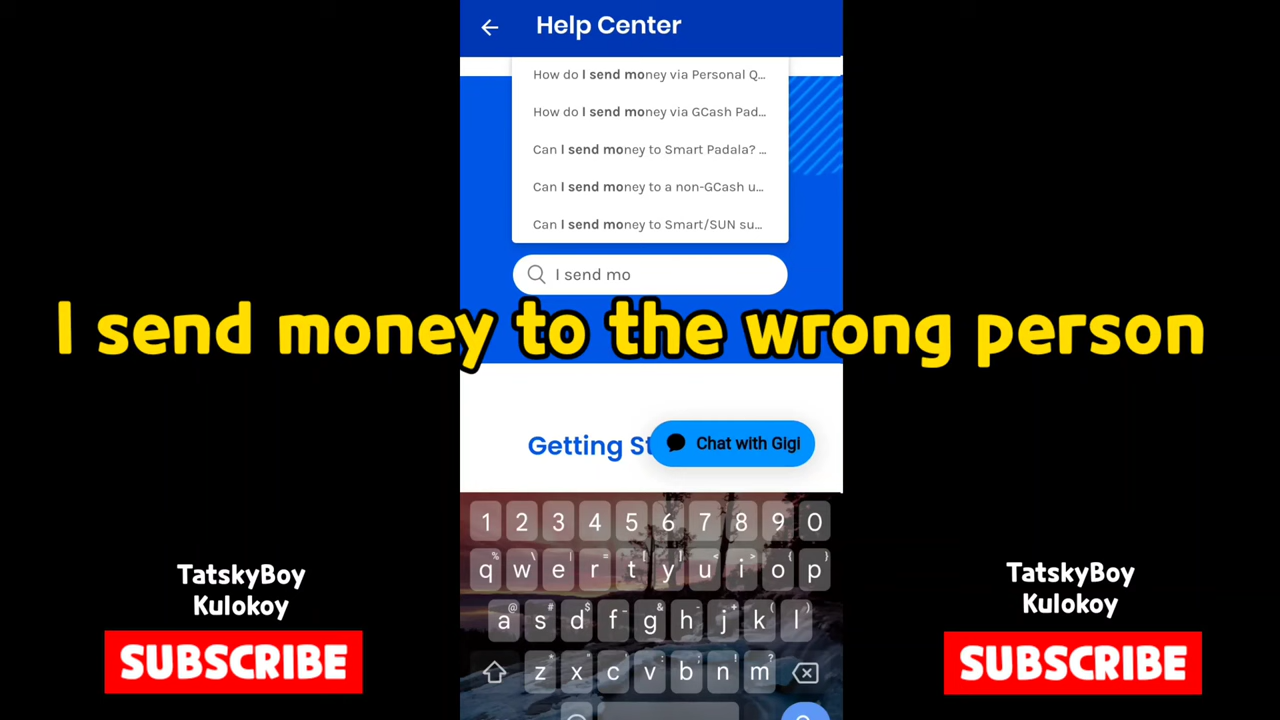 Help Center
How do I send money via Personal Q...
How do I send money via GCash Pad...
Can I send money to Smart Padala? ...
Can I send money to a non-GCash u...
Can I send money to Smart/SUN su...
I send mo
I send money to the wrong person
Getting St
Chat with Gigi
1 2 3 4 5 6 7 8 9 0
q w e r t y u i o p
a s d f g h j k l
z x c v b n m
TatskyBoy
Kulokoy
SUBSCRIBE
TatskyBoy
Kulokoy
SUBSCRIBE